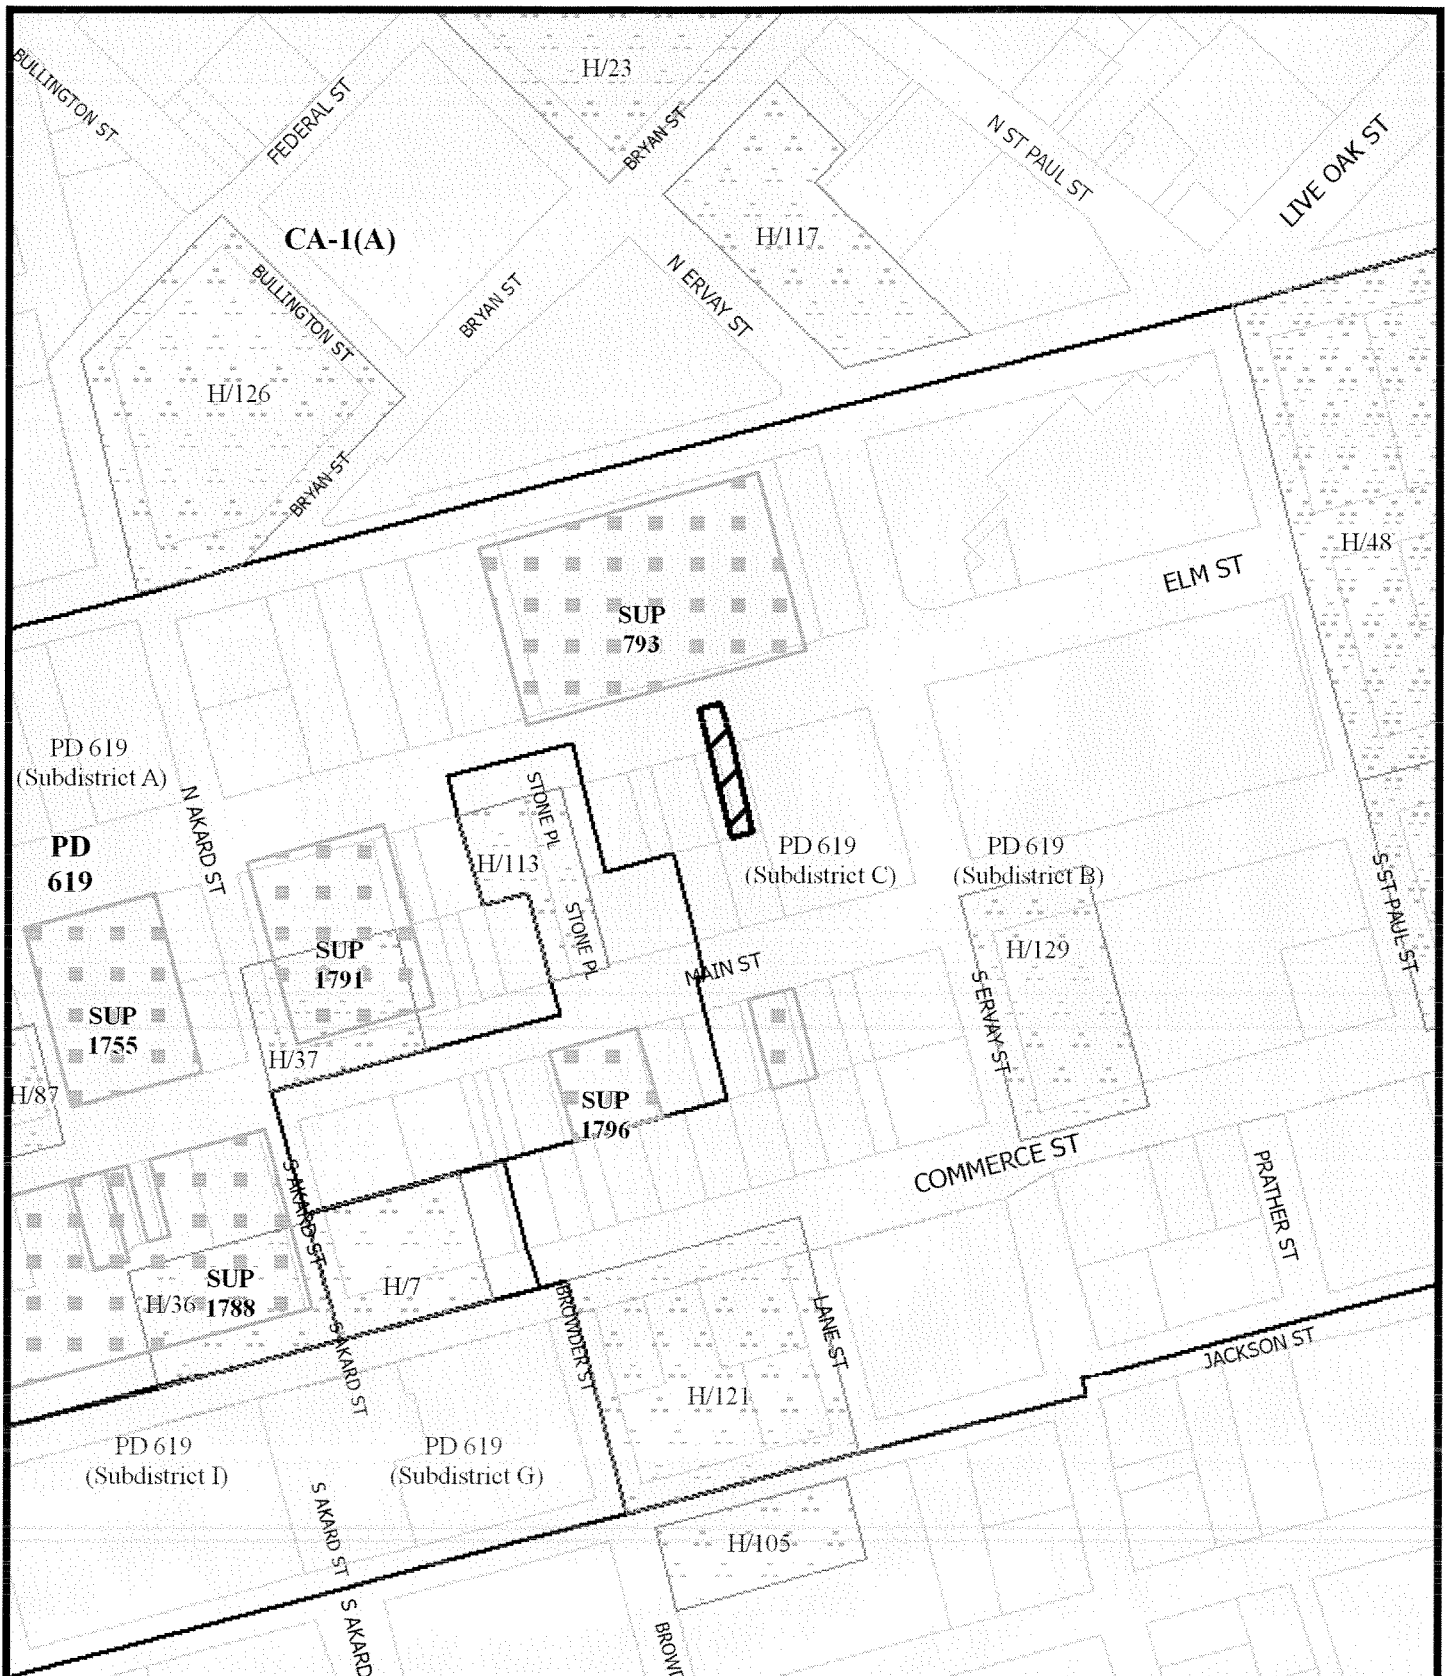 H/23
BULLINGTON ST
FEDERAL ST
BRYAN ST
N ST PAUL ST
LIVE OAK ST
CA-1(A)
H/117
BULLINGTON ST
BRYAN ST
N ERVAY ST
H/126
BRYAN ST
H/48
ELM ST
SUP
793
PD 619
(Subdistrict A)
N AKARD ST
STONE PL
PD
619
H/113
PD 619
(Subdistrict C)
PD 619
(Subdistrict B)
S ST PAUL ST
STONE PL
SUP
1791
MAIN ST
H/129
S ERVAY ST
SUP
1755
H/37
H/87
SUP
1796
COMMERCE ST
PRATHER ST
S AKARD ST
SUP
1788
H/36
H/7
BROWDER ST
LANE ST
S AKARD ST
JACKSON ST
H/121
PD 619
(Subdistrict I)
PD 619
(Subdistrict G)
S AKARD ST
H/105
S AKARD
BROWD